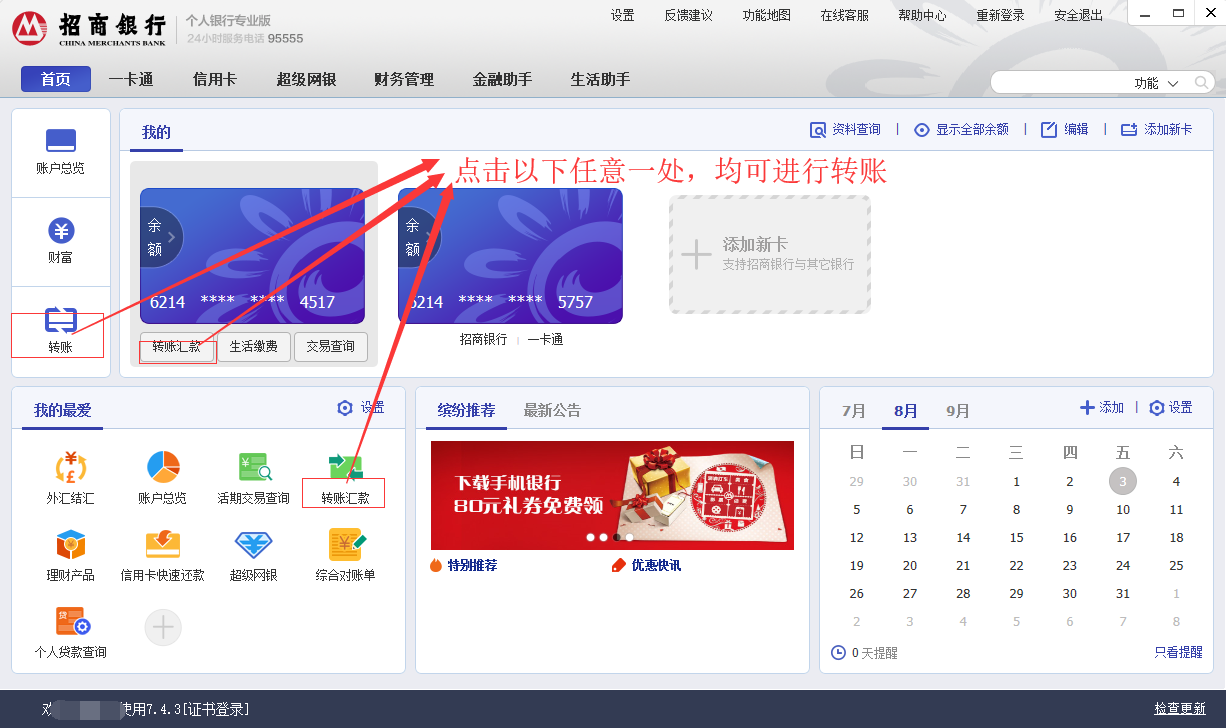 招商银行
CHINA MERCHANTS BANK
个人银行专业版
24小时服务电话 95555
设置 反馈建议 功能地图 在线客服 帮助中心 重新登录 安全退出
首页 一卡通 信用卡 超级网银 财务管理 金融助手 生活助手
功能
账户总览
财富
转账
我的
资料查询 显示全部余额 编辑 添加新卡
点击以下任意一处，均可进行转账
余额
6214 **** **** 4517
转账汇款 生活缴费 交易查询
余额
6214 **** **** 5757
招商银行 一卡通
添加新卡
支持招商银行与其它银行
我的最爱 设置
外汇结汇 账户总览 活期交易查询 转账汇款
理财产品 信用卡快速还款 超级网银 综合对账单
个人贷款查询
缤纷推荐 最新公告
下载手机银行
80元礼券免费领
特别推荐 优惠快讯
7月 8月 9月 添加 设置
日 一 二 三 四 五 六
29 30 31 1 2 3 4
5 6 7 8 9 10 11
12 13 14 15 16 17 18
19 20 21 22 23 24 25
26 27 28 29 30 31 1
2 3 4 5 6 7 8
0 天提醒 只看提醒
使用7.4.3[证书登录] 检查更新